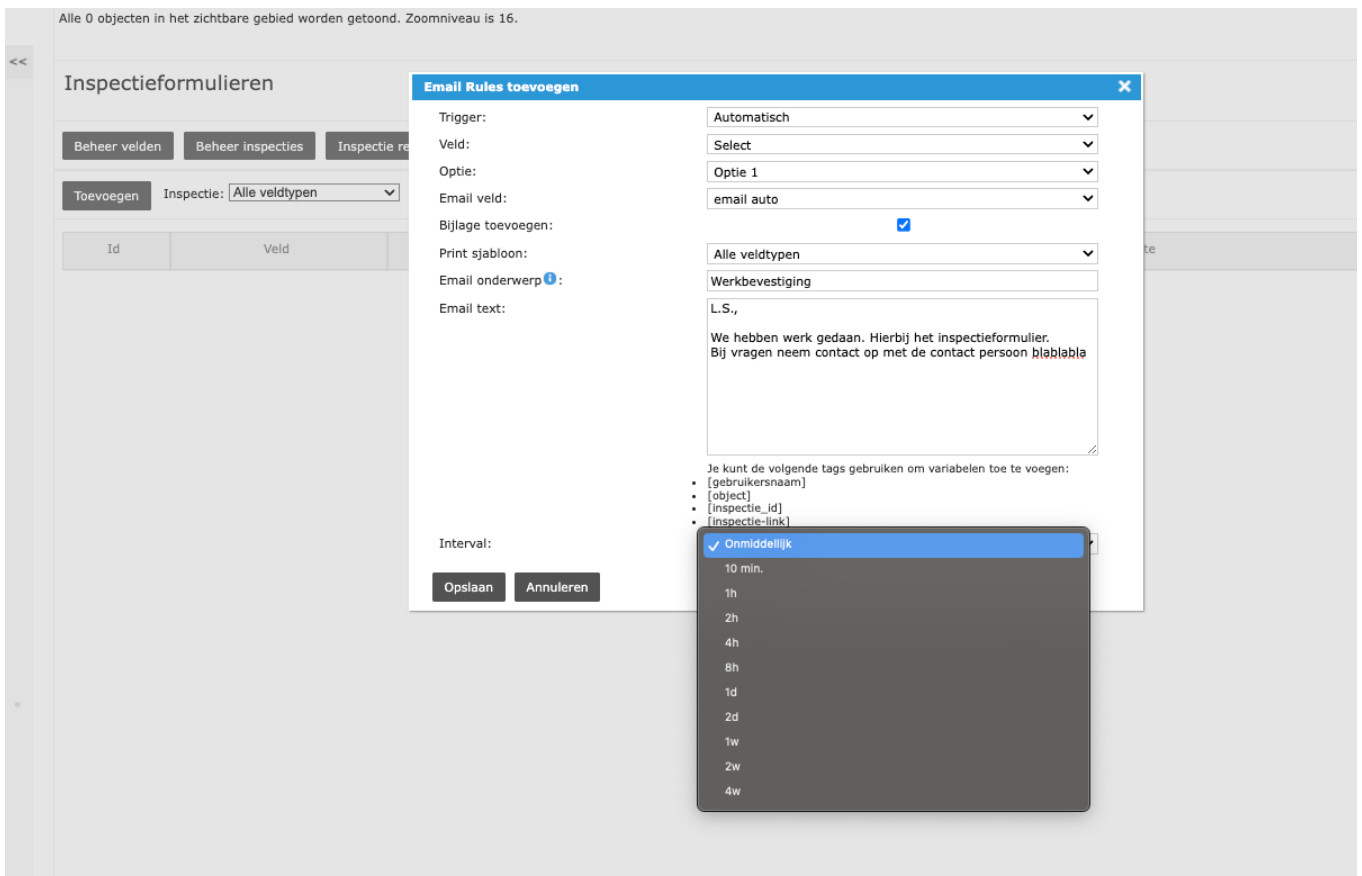 Alle 0 objecten in het zichtbare gebied worden getoond. Zoomniveau is 16.
<<
Inspectieformulieren
Beheer velden
Beheer inspecties
Inspectie re
Toevoegen
Inspectie: Alle veldtypen
Id
Veld
te
Email Rules toevoegen
Trigger: Automatisch
Veld: Select
Optie: Optie 1
Email veld: email auto
Bijlage toevoegen:
Print sjabloon: Alle veldtypen
Email onderwerp: Werkbevestiging
Email text: L.S.,
We hebben werk gedaan. Hierbij het inspectieformulier.
Bij vragen neem contact op met de contact persoon blablabla
Je kunt de volgende tags gebruiken om variabelen toe te voegen:
• [gebruikersnaam]
• [object]
• [inspectie_id]
• [inspectie-link]
Interval: Onmiddellijk
10 min.
1h
2h
4h
8h
1d
2d
1w
2w
4w
Opslaan
Annuleren